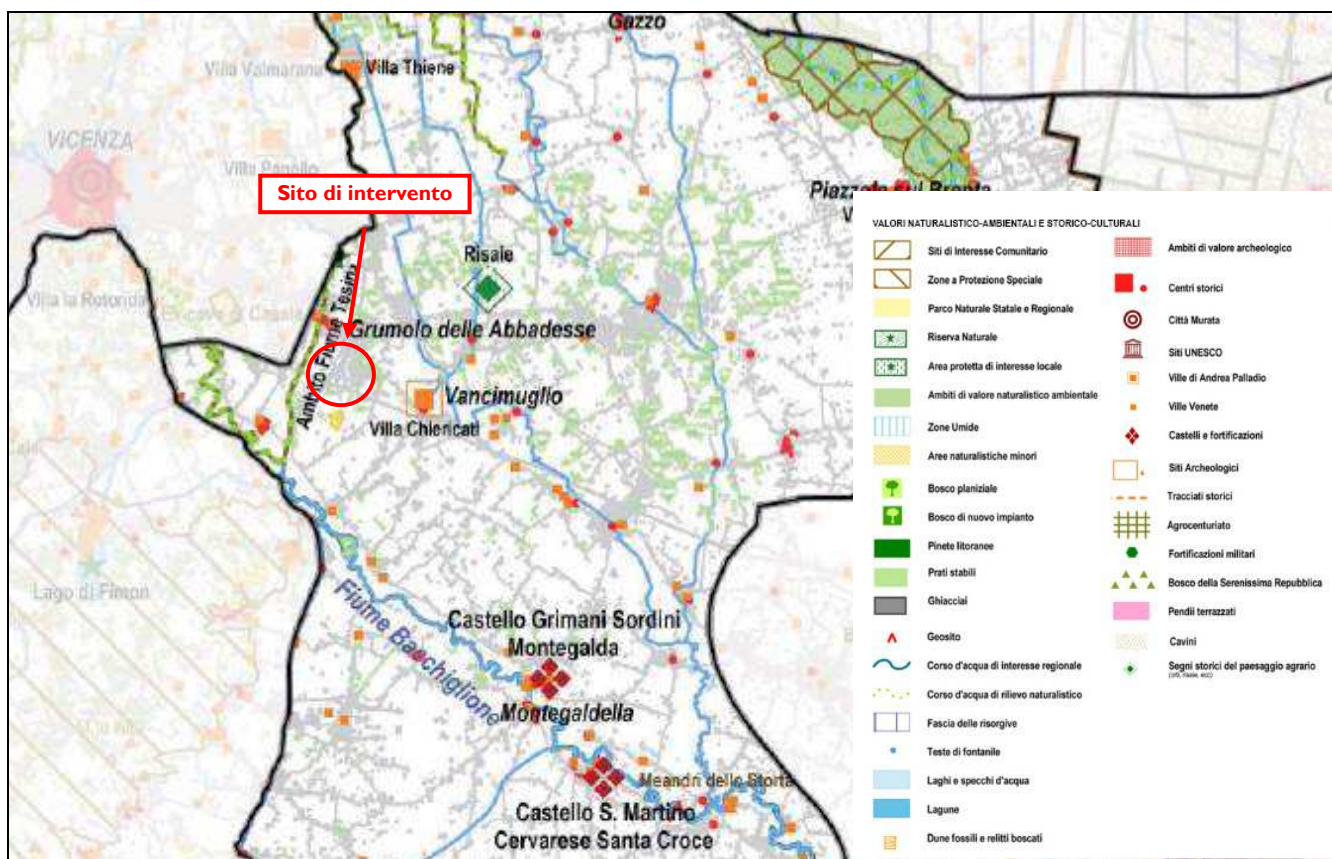 Gazzo
Villa Valmarana
Villa Thiene
VICENZA
Sito di intervento
Piazzola sul Brenta
Risaie
Villa la Rotonda
Ambito Fiume Tesina
Grumolo delle Abbadesse
Vancimuglio
Villa Chiericati
Lago di Fimon
Fiume Bacchiglione
Castello Grimani Sordini
Montegalda
Montegaldella
Meandri dello Storta
Castello S. Martino
Cervarese Santa Croce
VALORI NATURALISTICO-AMBIENTALI E STORICO-CULTURALI
Siti di Interesse Comunitario
Zone a Protezione Speciale
Parco Naturale Statale e Regionale
Riserva Naturale
Area protetta di interesse locale
Ambiti di valore naturalistico ambientale
Zone Umide
Aree naturalistiche minori
Bosco planiziale
Bosco di nuovo impianto
Pinete litoranee
Prati stabili
Ghiacciai
Geosito
Corso d'acqua di interesse regionale
Corso d'acqua di rilievo naturalistico
Fascia delle risorgive
Teste di fontanile
Laghi e specchi d'acqua
Lagune
Dune fossili e relitti boscati
Ambiti di valore archeologico
Centri storici
Città Murata
Siti UNESCO
Ville di Andrea Palladio
Ville Venete
Castelli e fortificazioni
Siti Archeologici
Tracciati storici
Agrocenturiato
Fortificazioni militari
Bosco della Serenissima Repubblica
Pendii terrazzati
Cavini
Segni storici del paesaggio agrario
(orti, risaie, ecc)